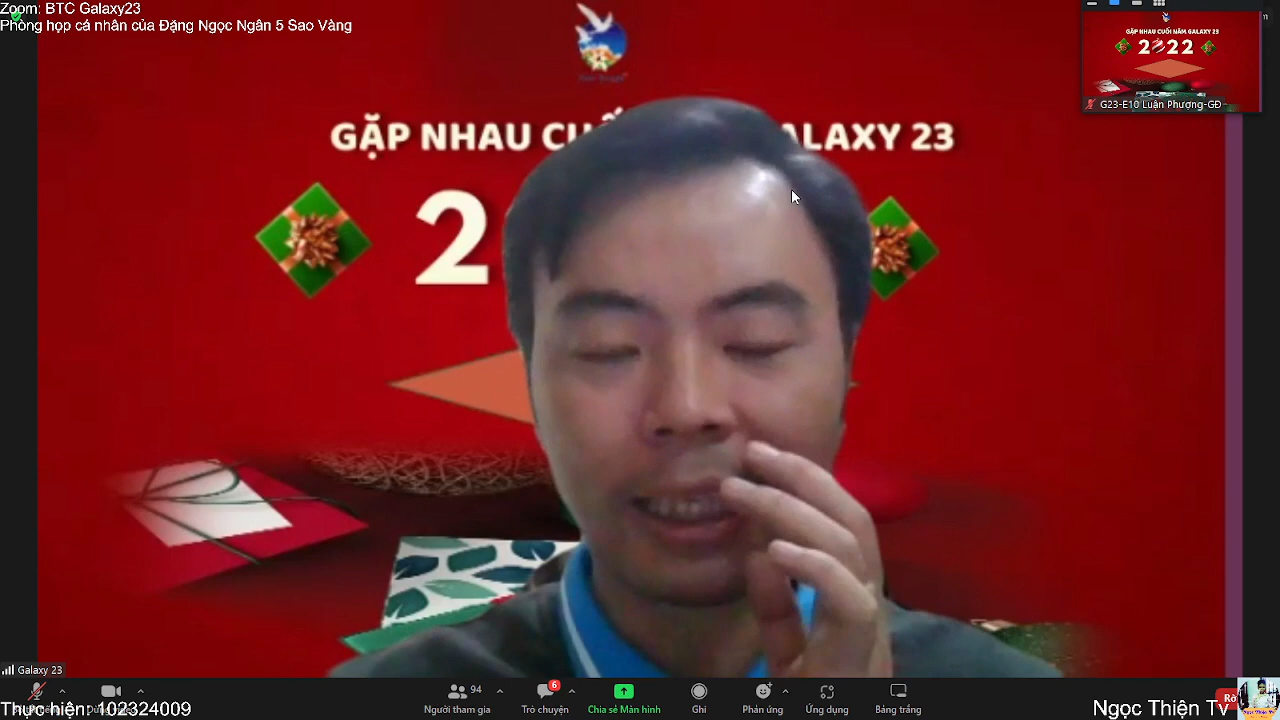 Zoom: BTC Galaxy23
Phòng họp cá nhân của Đặng Ngọc Ngân 5 Sao Vàng
GẶP NHAU CUỐI NĂM GALAXY 23
2022
G23-E10 Luận Phượng-GĐ
GẶP NHAU CU ALAXY 23
2
Galaxy 23
94
6
Người tham gia
Trò chuyện
Chia sẻ Màn hình
Ghi
Phản ứng
Ứng dụng
Bảng trắng
Thực hiện: 102324009
Ngọc Thiện TV